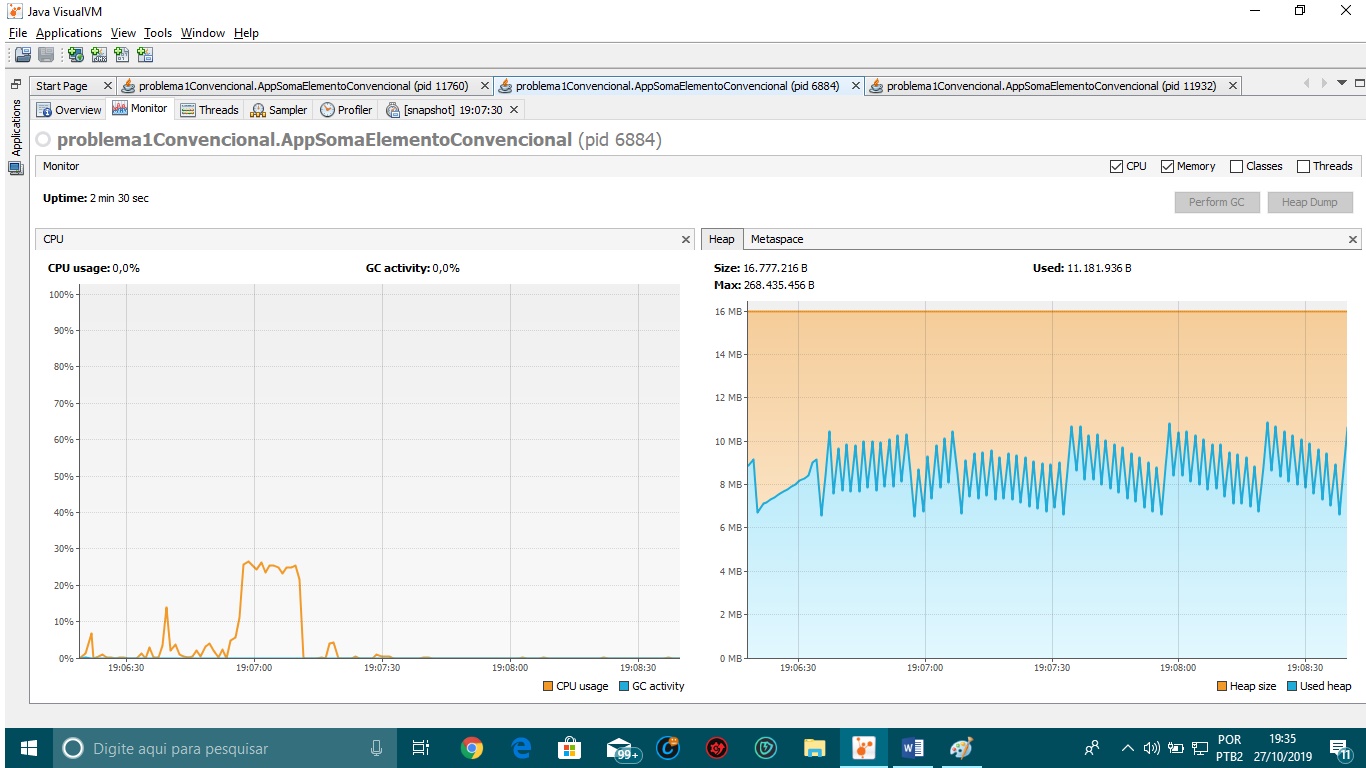 Java VisualVM
File Applications View Tools Window Help
Applications
Start Page problema1Convencional.AppSomaElementoConvencional (pid 11760) problema1Convencional.AppSomaElementoConvencional (pid 6884) problema1Convencional.AppSomaElementoConvencional (pid 11932)
Overview Monitor Threads Sampler Profiler [snapshot] 19:07:30
problema1Convencional.AppSomaElementoConvencional (pid 6884)
Monitor CPU Memory Classes Threads
Uptime: 2 min 30 sec
Perform GC Heap Dump
CPU
CPU usage: 0,0% GC activity: 0,0%
100%
90%
80%
70%
60%
50%
40%
30%
20%
10%
0%
19:06:30 19:07:00 19:07:30 19:08:00 19:08:30
CPU usage GC activity
Heap Metaspace
Size: 16.777.216 B Used: 11.181.936 B
Max: 268.435.456 B
16 MB
14 MB
12 MB
10 MB
8 MB
6 MB
4 MB
2 MB
0 MB
19:06:30 19:07:00 19:07:30 19:08:00 19:08:30
Heap size Used heap
Digite aqui para pesquisar
99+
POR
PTB2
19:35
27/10/2019
11